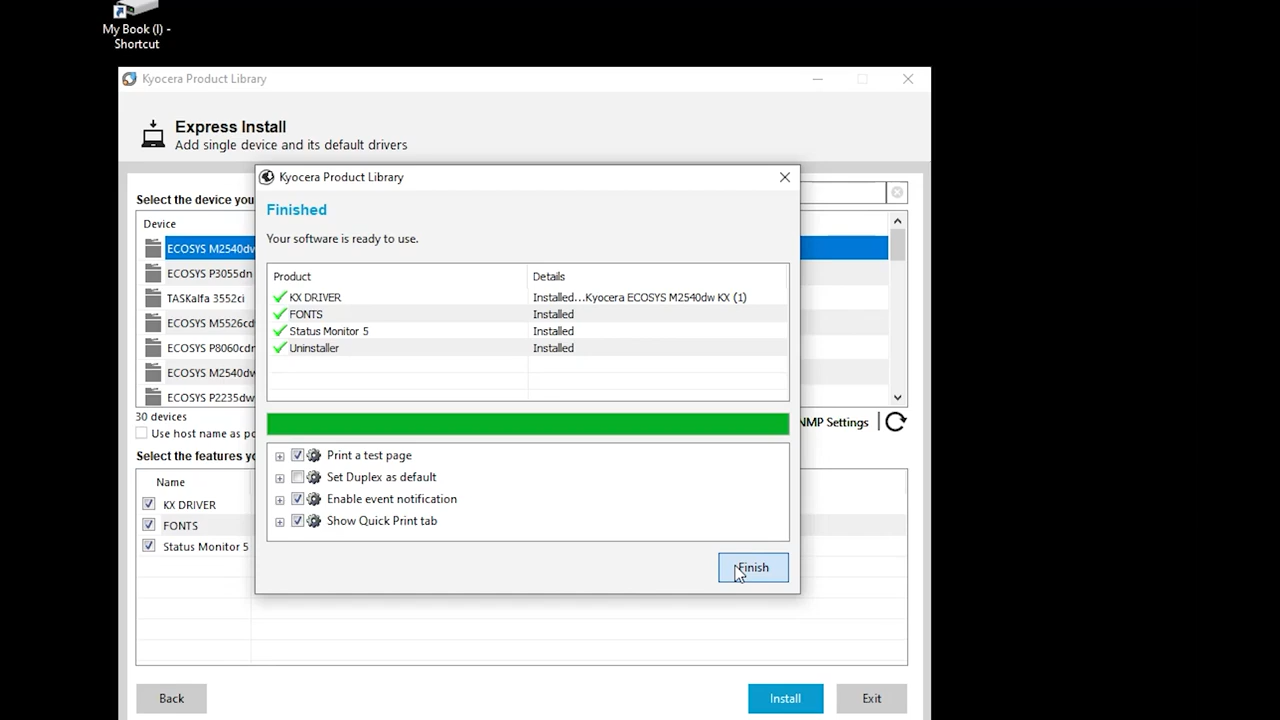 My Book (I) -
Shortcut
Kyocera Product Library
Express Install
Add single device and its default drivers
Select the device you
Device
ECOSYS M2540dw
ECOSYS P3055dn
TASKalfa 3552ci
ECOSYS M5526cd
ECOSYS P8060cdn
ECOSYS M2540dw
ECOSYS P2235dw
30 devices
Use host name as po
NMP Settings
Select the features yo
Name
KX DRIVER
FONTS
Status Monitor 5
Back
Install
Exit
Kyocera Product Library
Finished
Your software is ready to use.
Product Details
KX DRIVER Installed...Kyocera ECOSYS M2540dw KX (1)
FONTS Installed
Status Monitor 5 Installed
Uninstaller Installed
Print a test page
Set Duplex as default
Enable event notification
Show Quick Print tab
Finish